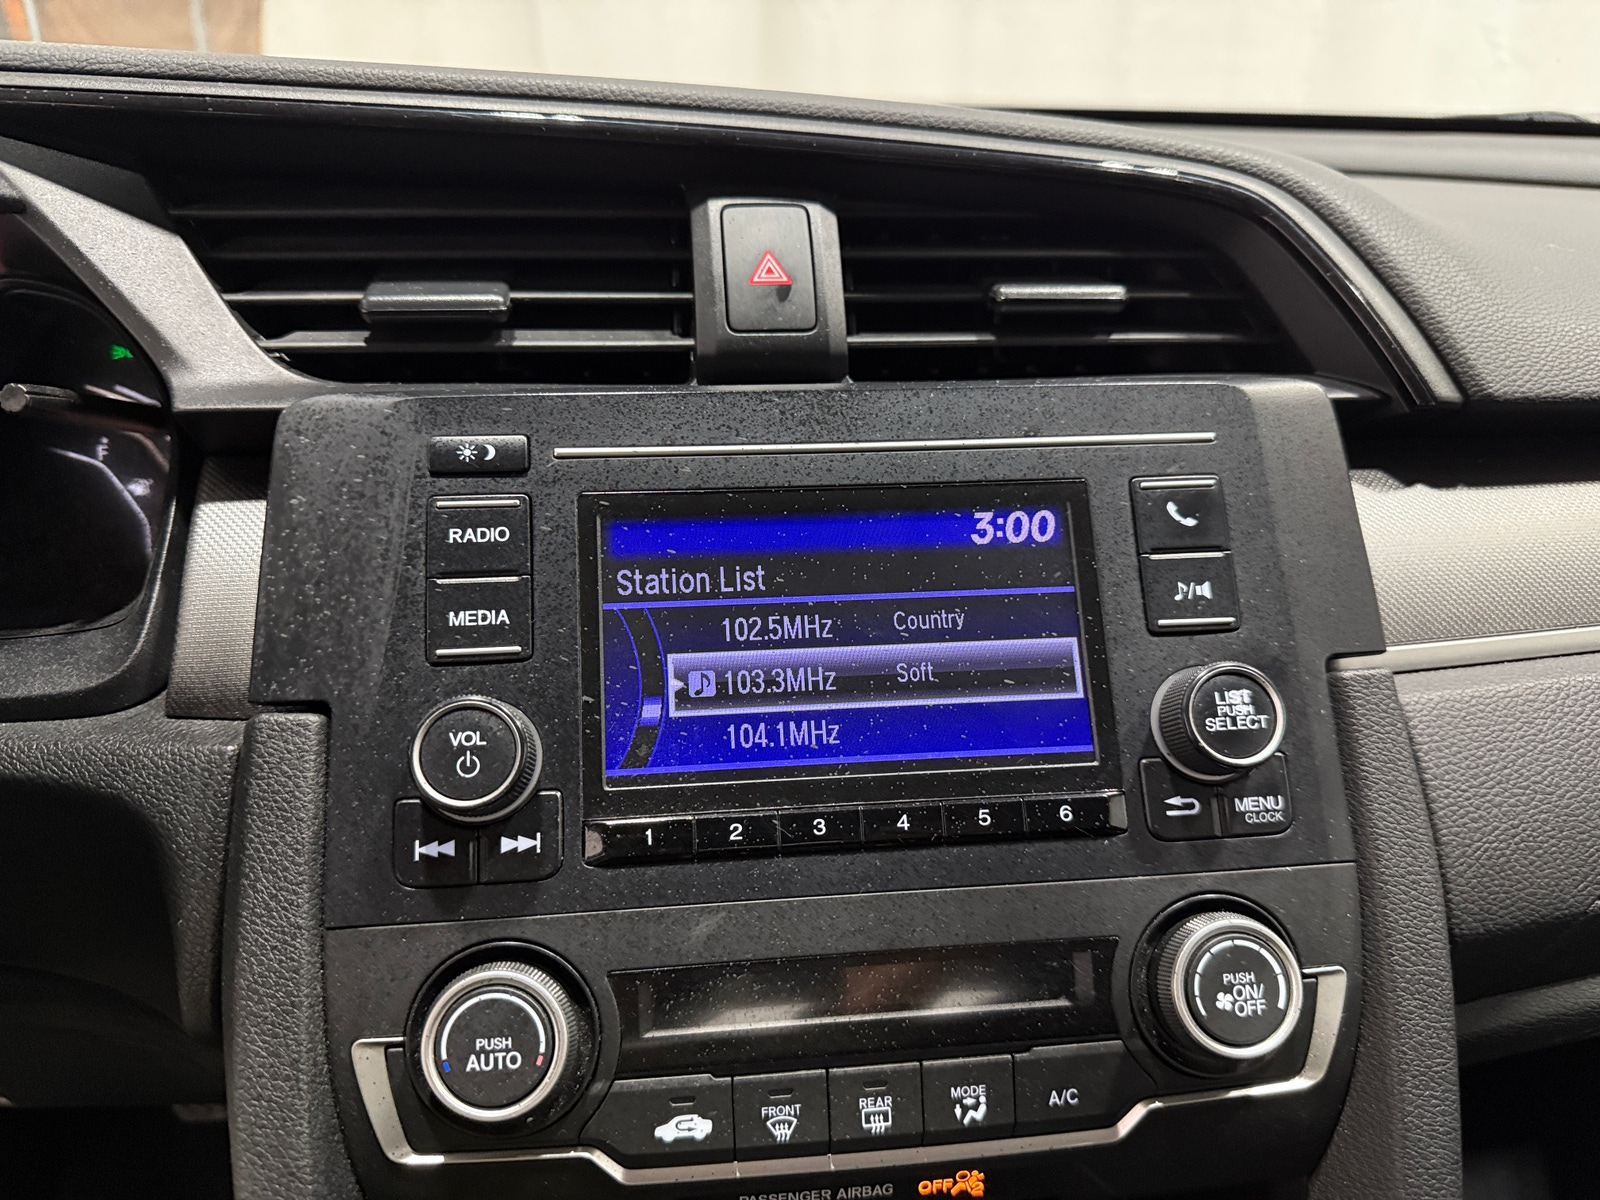 RADIO
MEDIA
VOL
3:00
Station List
102.5MHz Country
103.3MHz Soft
104.1MHz
1 2 3 4 5 6
LIST
PUSH
SELECT
MENU
CLOCK
PUSH
AUTO
PUSH
ON/
OFF
FRONT
REAR
MODE
A/C
PASSENGER AIRBAG
OFF 2